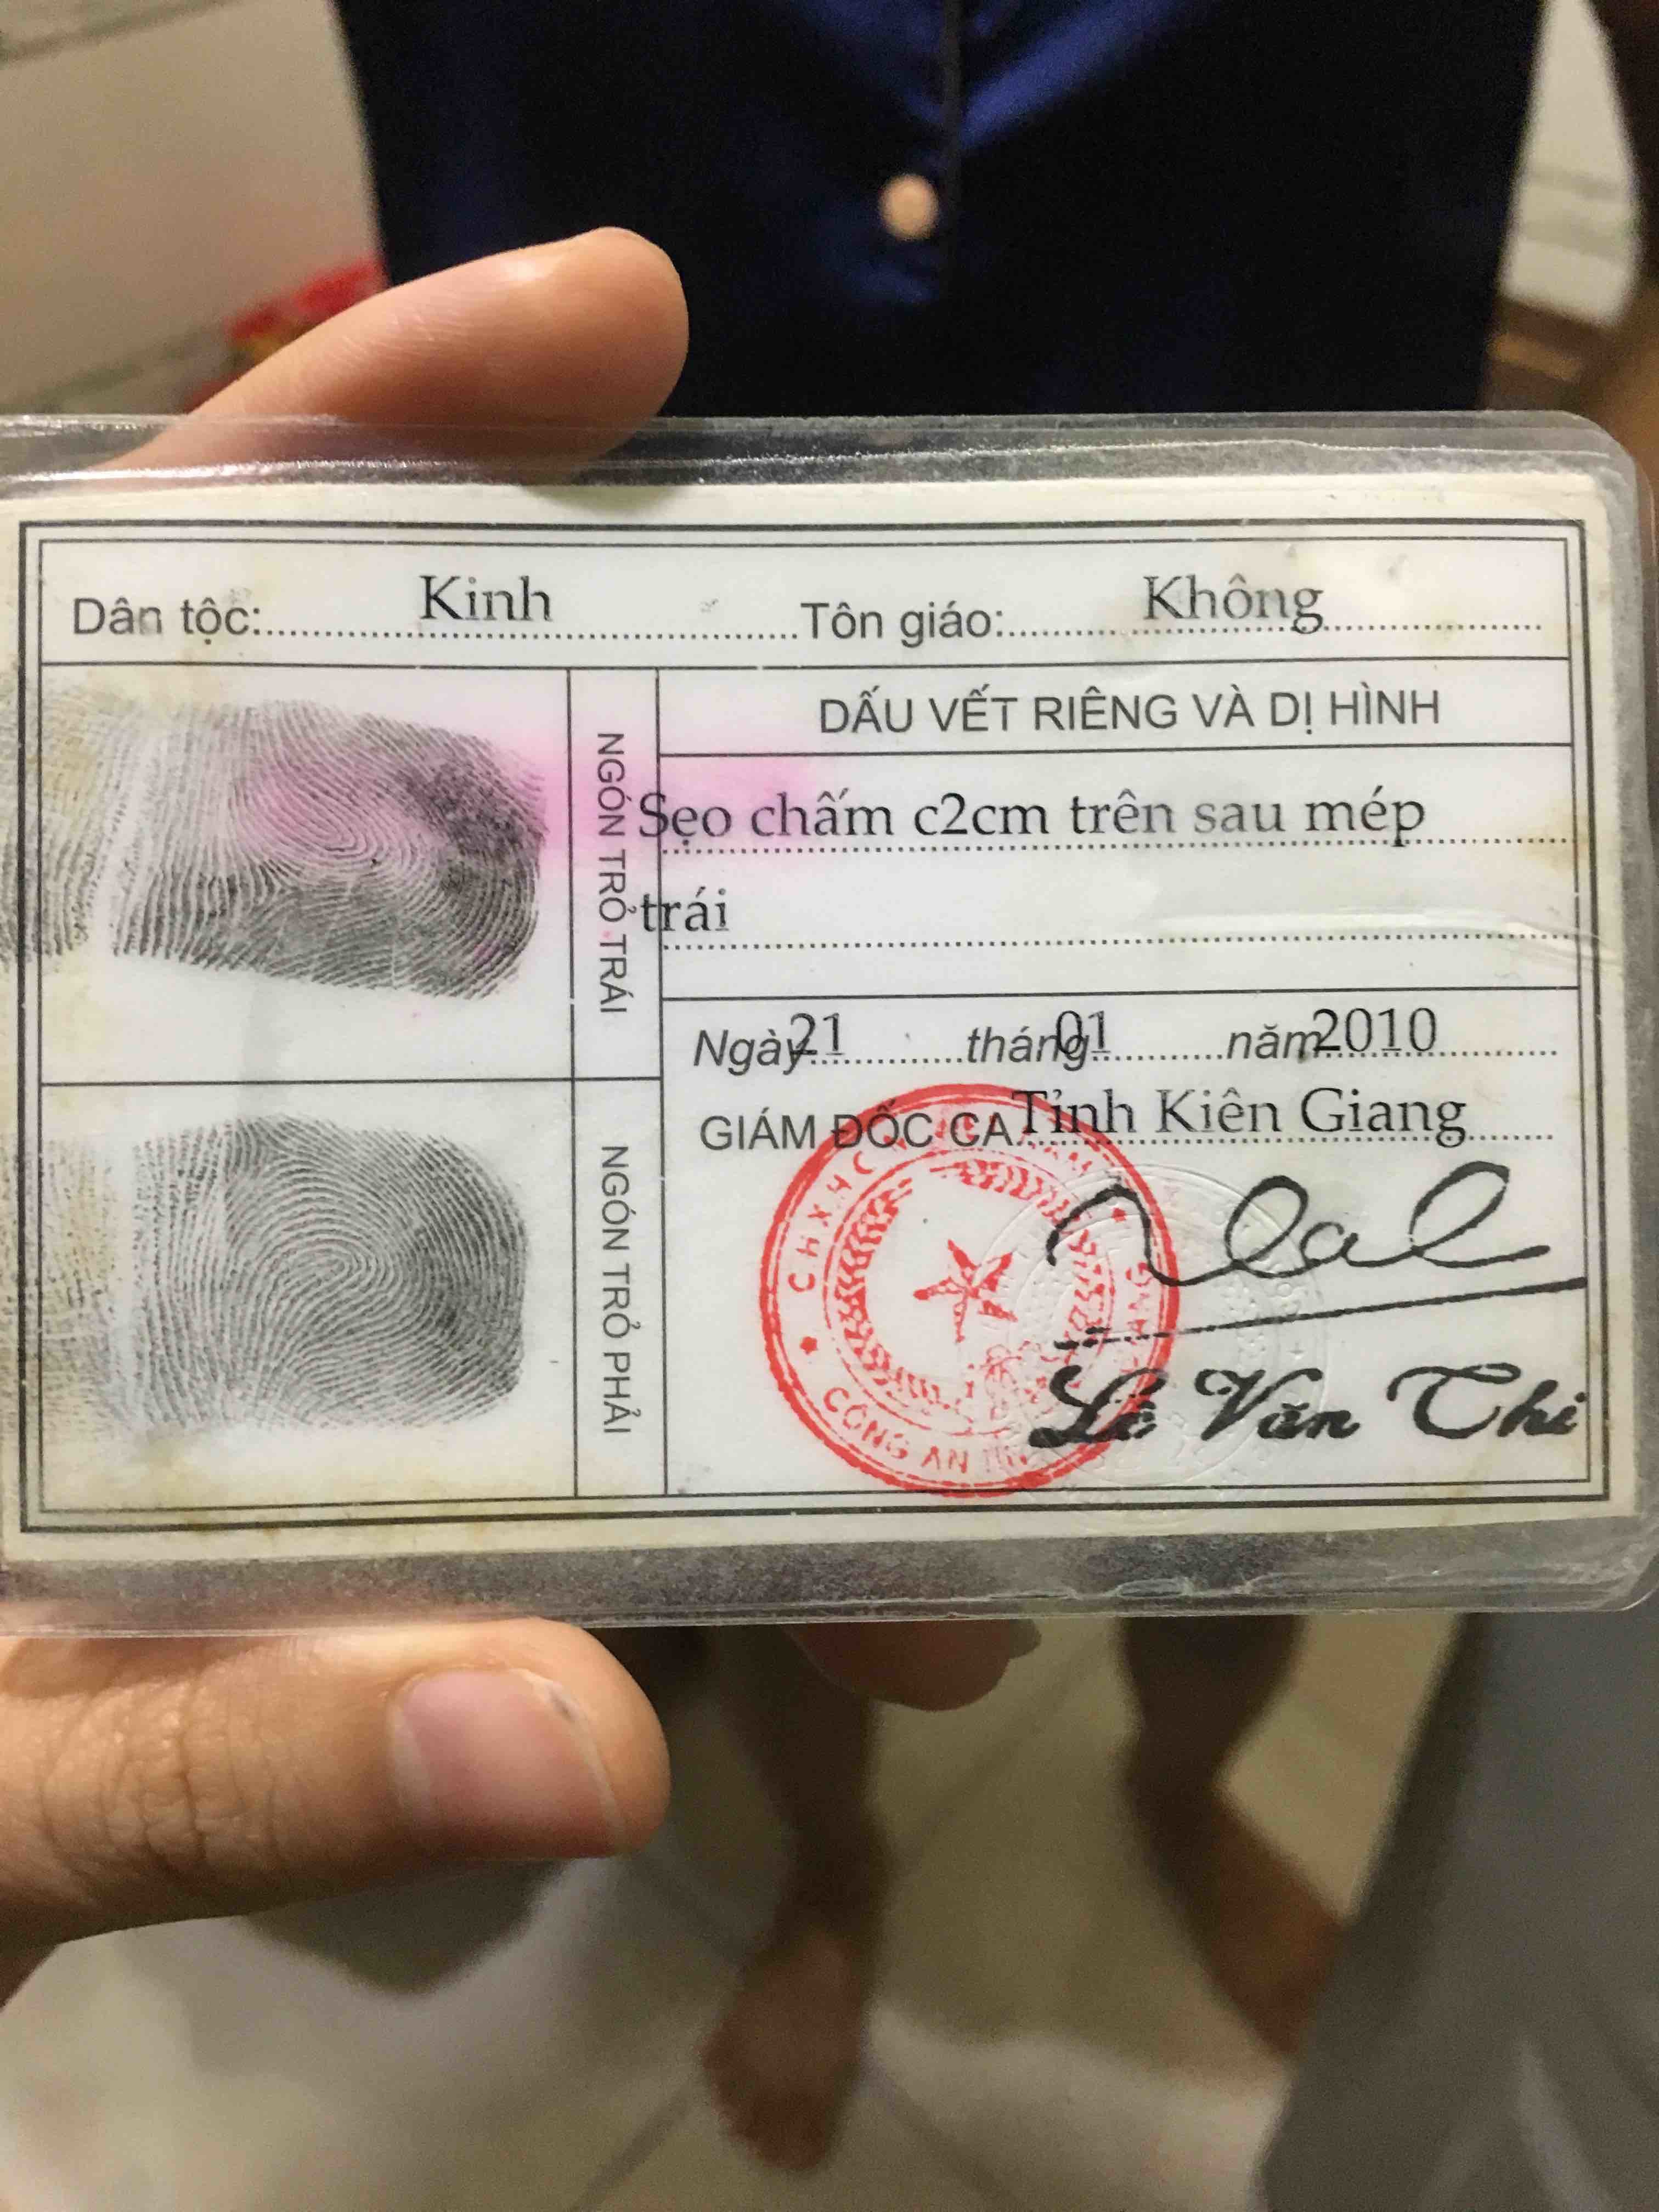 Dân tộc: Kinh Tôn giáo: Không
NGÓN TRỎ TRÁI
DẤU VẾT RIÊNG VÀ DỊ HÌNH
Sẹo chấm c2cm trên sau mép
trái
Ngày 21 tháng 01 năm 2010
GIÁM ĐỐC CA Tỉnh Kiên Giang
NGÓN TRỎ PHẢI
CHXHC
CÔNG AN
Lê Văn Thi